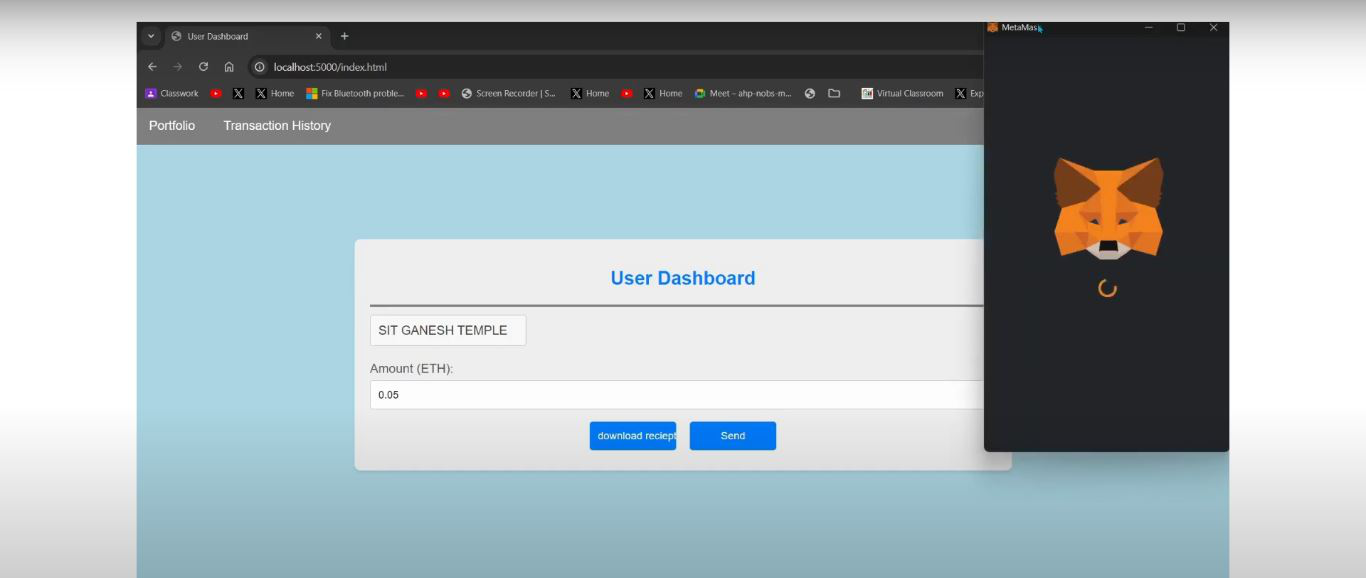 User Dashboard
MetaMask
localhost:5000/index.html
Classwork
Home
Fix Bluetooth proble...
Screen Recorder | S...
Home
Home
Meet – ahp-nobs-m...
Virtual Classroom
Exp
Portfolio
Transaction History
User Dashboard
SIT GANESH TEMPLE
Amount (ETH):
0.05
download reciept
Send